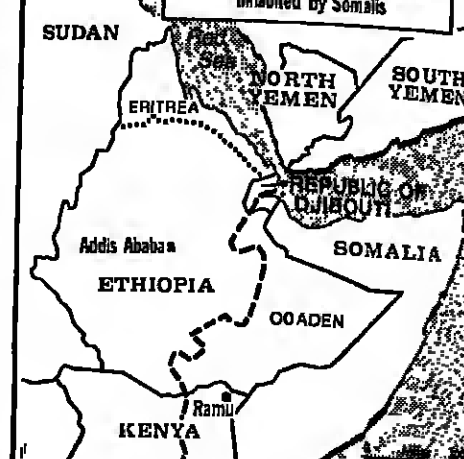 Inhabited by Somalis
SUDAN
Red
Sea
NORTH
YEMEN
SOUTH
YEMEN
ERITREA
REPUBLIC OF
DJIBOUTI
Addis Ababa
SOMALIA
ETHIOPIA
OGADEN
Ramu
KENYA